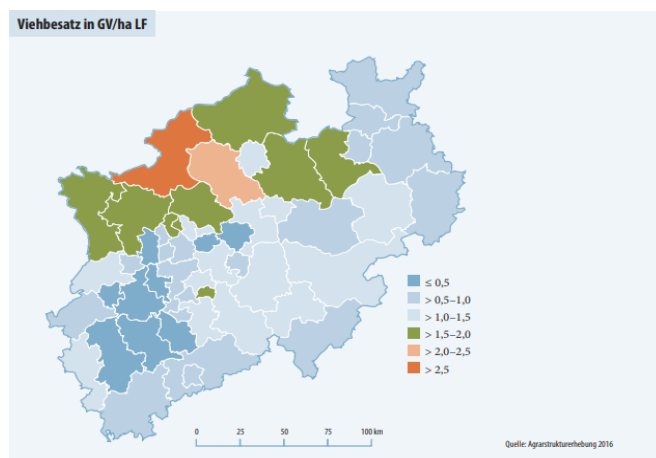 Viehbesatz in GV/ha LF
≤ 0,5
> 0,5–1,0
> 1,0–1,5
> 1,5–2,0
> 2,0–2,5
> 2,5
0 25 50 75 100 km
Quelle: Agrarstrukturerhebung 2016